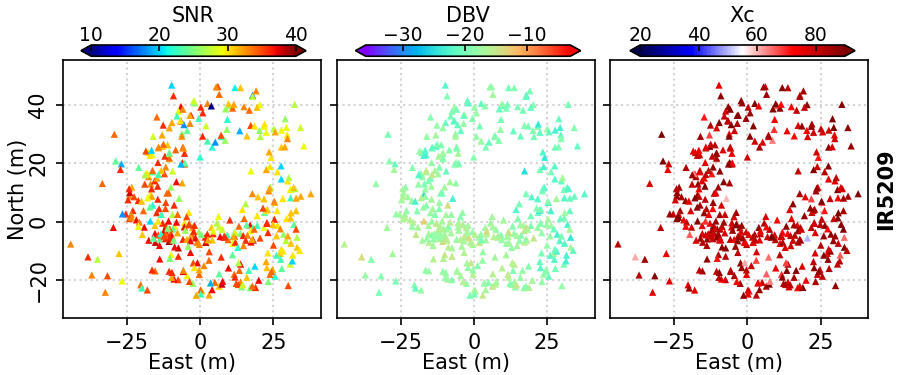 SNR DBV Xc
10 20 30 40 −30 −20 −10 20 40 60 80
North (m)
40
20
0
−20
−25 0 25 −25 0 25 −25 0 25
East (m) East (m) East (m)
IR5209